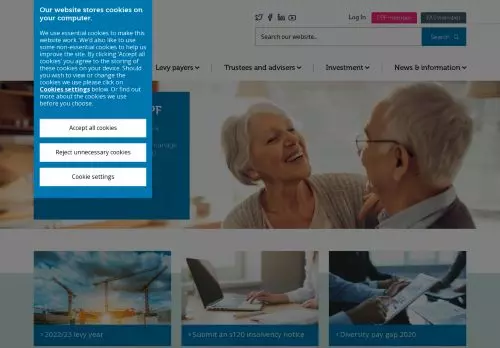 Our website stores cookies on
your computer.
We use essential cookies to make this
website work. We'd also like to use
some non-essential cookies to help us
improve the site. By clicking 'Accept all
cookies' you agree to the storing of
these cookies on your device. Should
you wish to view or change the
cookies we use please click on
Cookies settings below. Or find out
more about the cookies we use
before you choose.
Accept all cookies
Reject unnecessary cookies
Cookie settings
Log In
PPF member
FAS member
Search our website...
Search
Levy payers
Trustees and advisers
Investment
News & information
2022/23 levy year
Submit an s120 insolvency notice
Diversity pay gap 2020